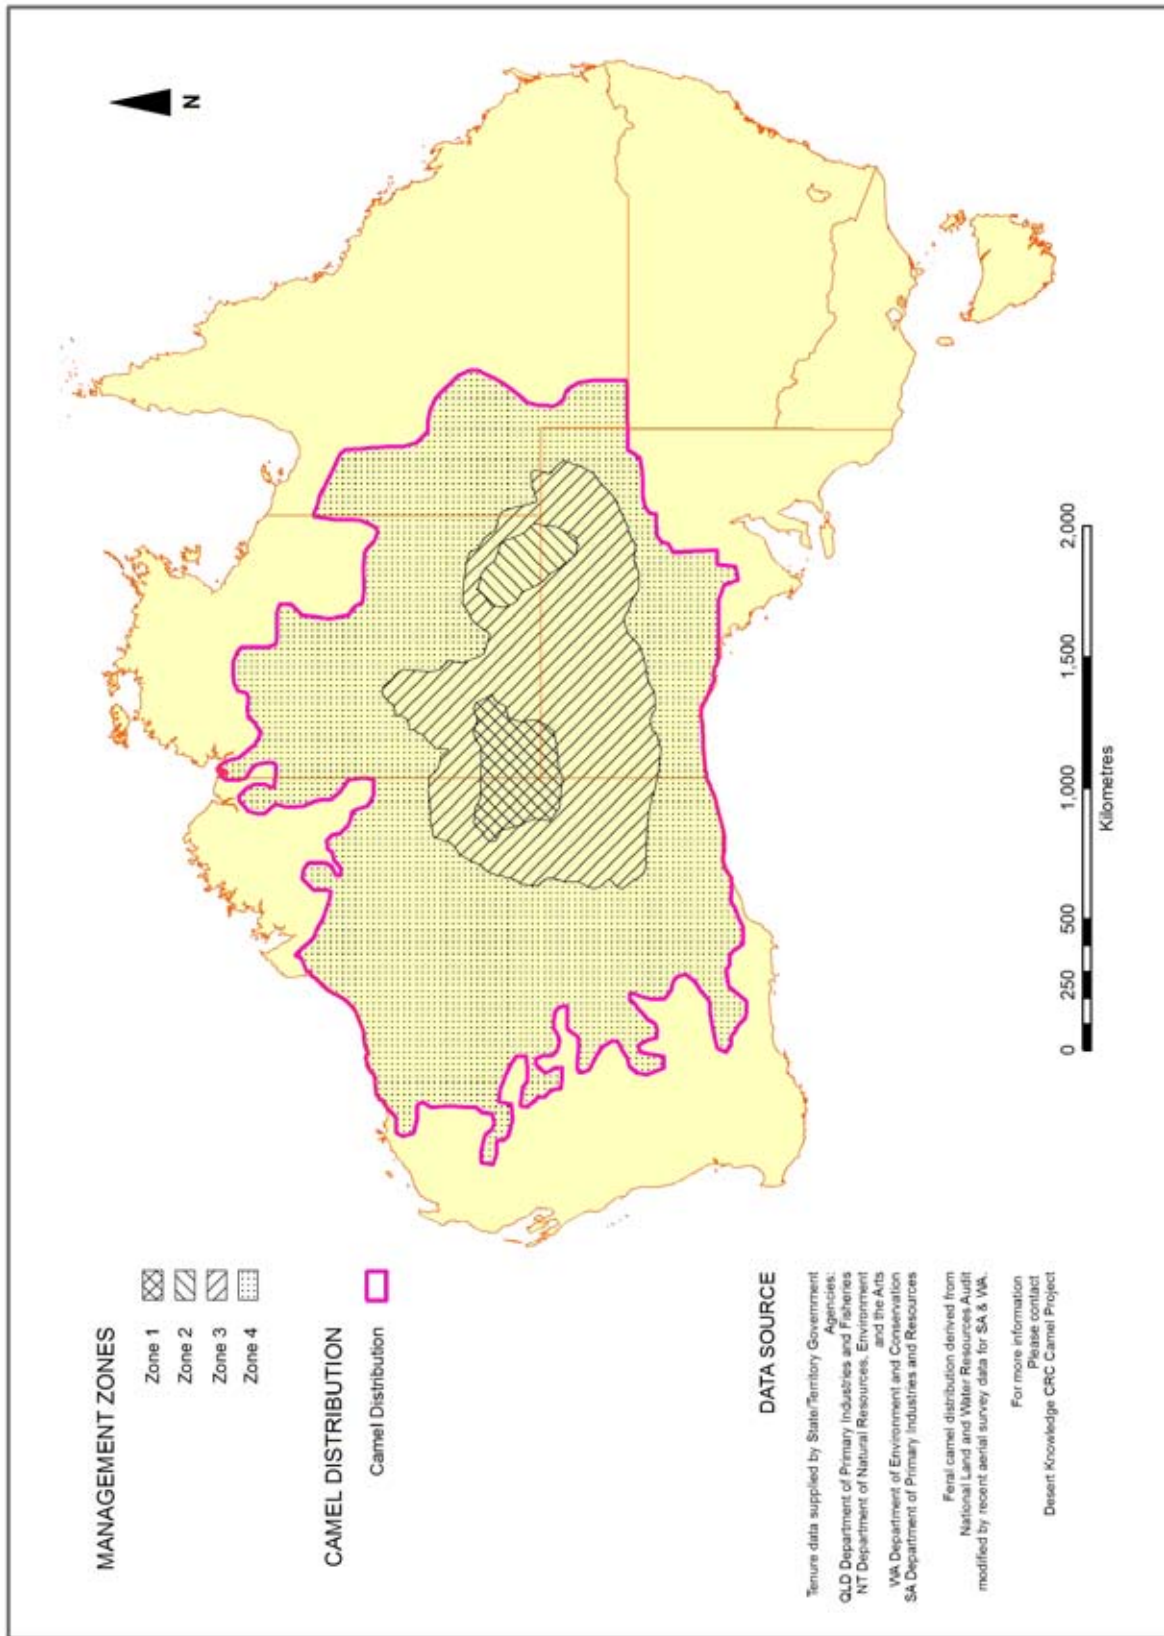 MANAGEMENT ZONES
Zone 1
Zone 2
Zone 3
Zone 4
CAMEL DISTRIBUTION
Camel Distribution
DATA SOURCE
Tenure data supplied by State/Territory Government
Agencies:
QLD Department of Primary Industries and Fisheries
NT Department of Natural Resources, Environment
and the Arts
WA Department of Environment and Conservation
SA Department of Primary Industries and Resources
Feral camel distribution derived from
National Land and Water Resources Audit
modified by recent aerial survey data for SA & WA.
For more information
Please contact
Desert Knowledge CRC Camel Project
N
0 250 500 1,000 1,500 2,000
Kilometres